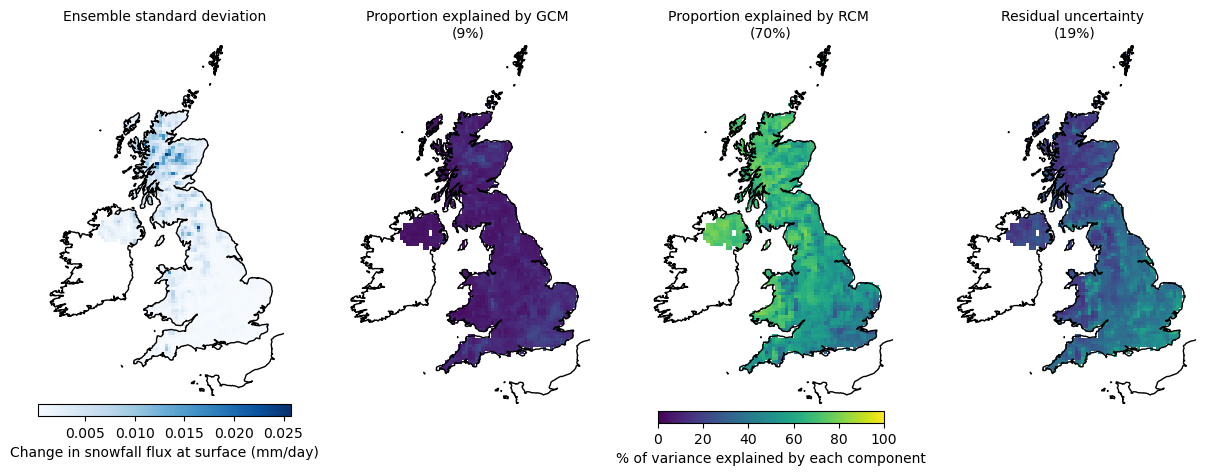 Ensemble standard deviation
Proportion explained by GCM
(9%)
Proportion explained by RCM
(70%)
Residual uncertainty
(19%)
0.005 0.010 0.015 0.020 0.025
Change in snowfall flux at surface (mm/day)
0 20 40 60 80 100
% of variance explained by each component